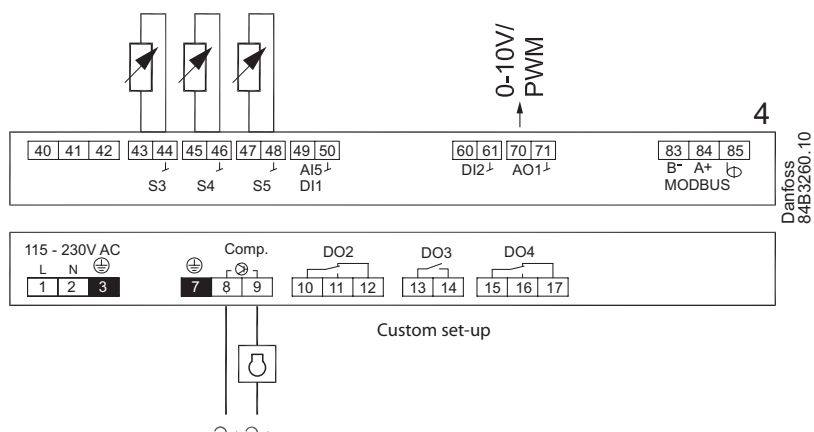 0-10V/
PWM
4
40 41 42 43 44 45 46 47 48 49 50 60 61 70 71 83 84 85
S3 S4 S5 AI5 DI1 DI2 AO1 B- A+
MODBUS
Danfoss
84B3260.10
115 - 230V AC Comp. DO2 DO3 DO4
L N
1 2 3 7 8 9 10 11 12 13 14 15 16 17
Custom set-up